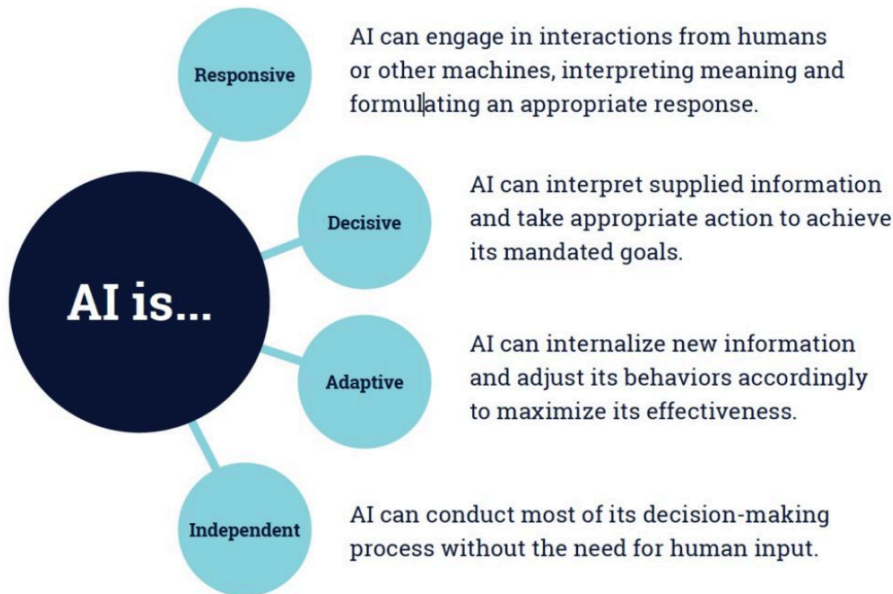 Responsive
AI can engage in interactions from humans
or other machines, interpreting meaning and
formulating an appropriate response.
Decisive
AI can interpret supplied information
and take appropriate action to achieve
its mandated goals.
AI is...
Adaptive
AI can internalize new information
and adjust its behaviors accordingly
to maximize its effectiveness.
Independent
AI can conduct most of its decision-making
process without the need for human input.